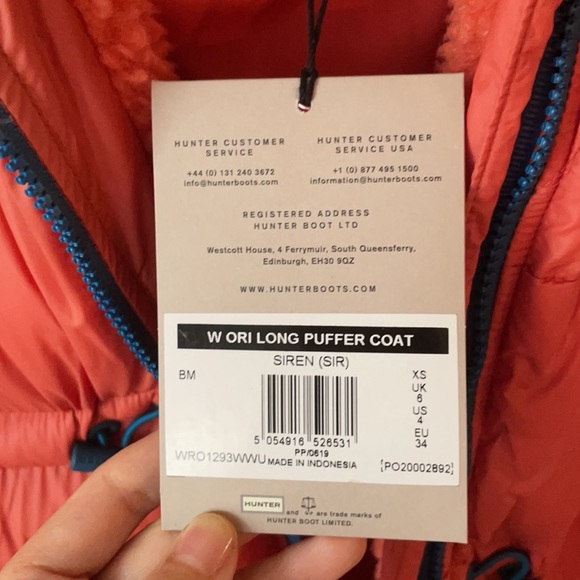 HUNTER CUSTOMER
SERVICE
+44 (0) 131 240 3672
info@hunterboots.com
HUNTER CUSTOMER
SERVICE USA
+1 (0) 877 495 1500
information@hunterboots.com
REGISTERED ADDRESS
HUNTER BOOT LTD
Westcott House, 4 Ferrymuir, South Queensferry,
Edinburgh, EH30 9QZ
WWW.HUNTERBOOTS.COM
W ORI LONG PUFFER COAT
SIREN (SIR)
BM
XS
UK
6
US
4
EU
34
5 054916 526531
PP/0619
WRO1293WWU MADE IN INDONESIA
[PO20002892]
HUNTER and are trade marks of
HUNTER BOOT LIMITED.